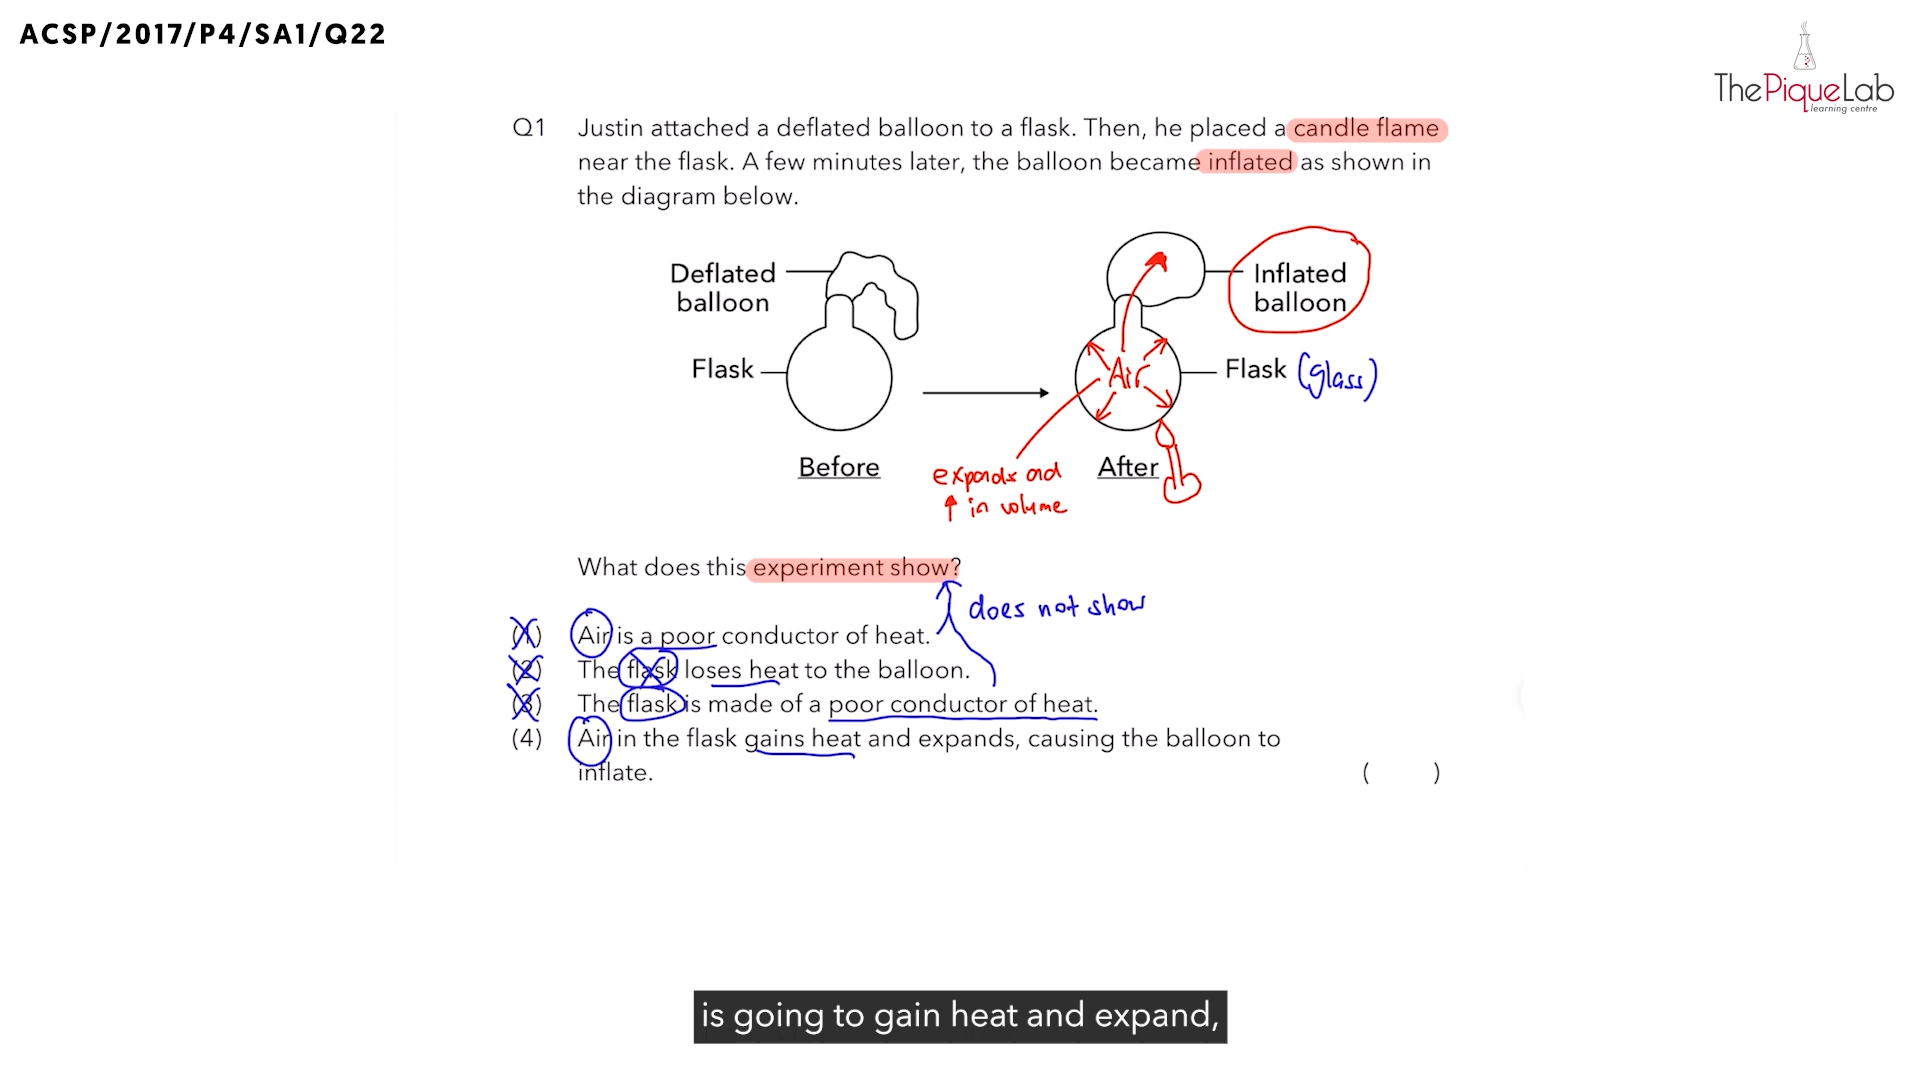 ACSP/2017/P4/SA1/Q22
ThePiqueLab
learning centre
Q1 Justin attached a deflated balloon to a flask. Then, he placed a candle flame
near the flask. A few minutes later, the balloon became inflated as shown in
the diagram below.
Deflated
balloon
Flask
Before
Inflated
balloon
Air
Flask (glass)
After
expands and
↑ in volume
What does this experiment show?
does not show
(1) Air is a poor conductor of heat.
(2) The flask loses heat to the balloon.
(3) The flask is made of a poor conductor of heat.
(4) Air in the flask gains heat and expands, causing the balloon to
inflate. ( )
is going to gain heat and expand,